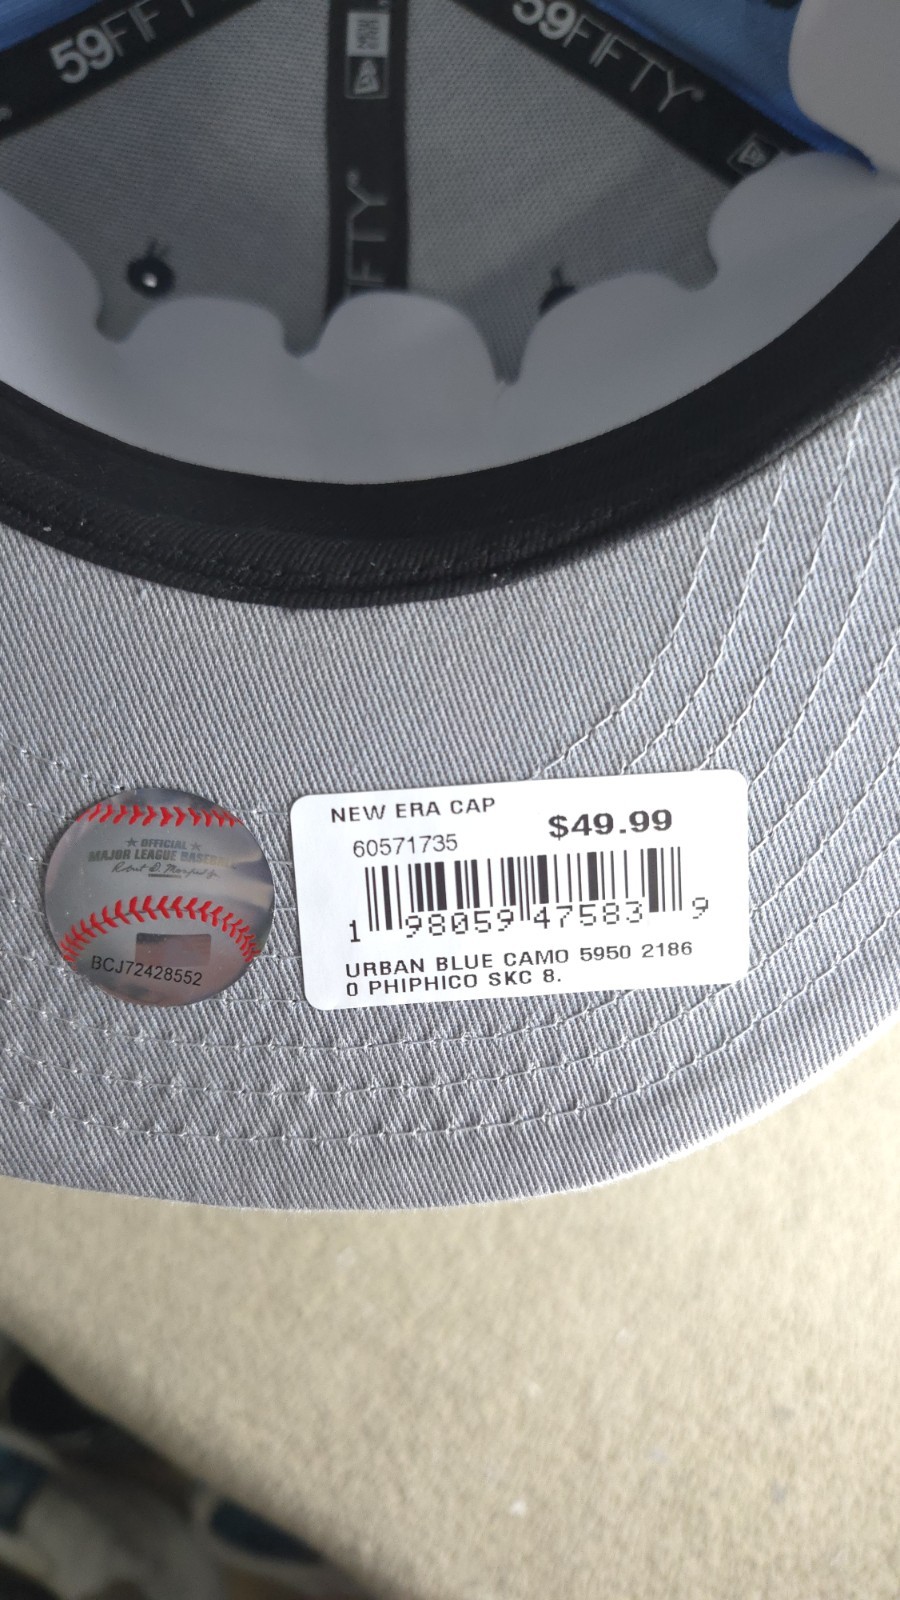 59FIFTY
59FIFTY
FTY
★ OFFICIAL ★
MAJOR LEAGUE BASEBALL
BCJ72428552
NEW ERA CAP
$49.99
60571735
1 98059 47583 9
URBAN BLUE CAMO 5950 2186
0 PHIPHICO SKC 8.